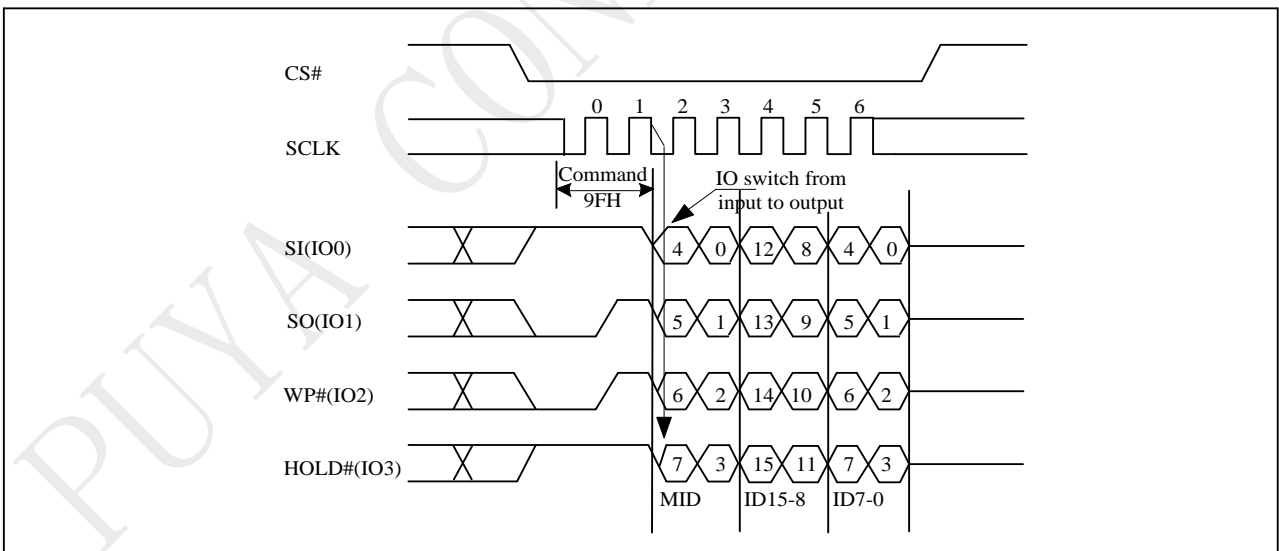 PUYA CON
CS#
0 1 2 3 4 5 6
SCLK
Command
9FH
IO switch from
input to output
SI(IO0) 4 0 12 8 4 0
SO(IO1) 5 1 13 9 5 1
WP#(IO2) 6 2 14 10 6 2
HOLD#(IO3) 7 3 15 11 7 3
MID ID15-8 ID7-0